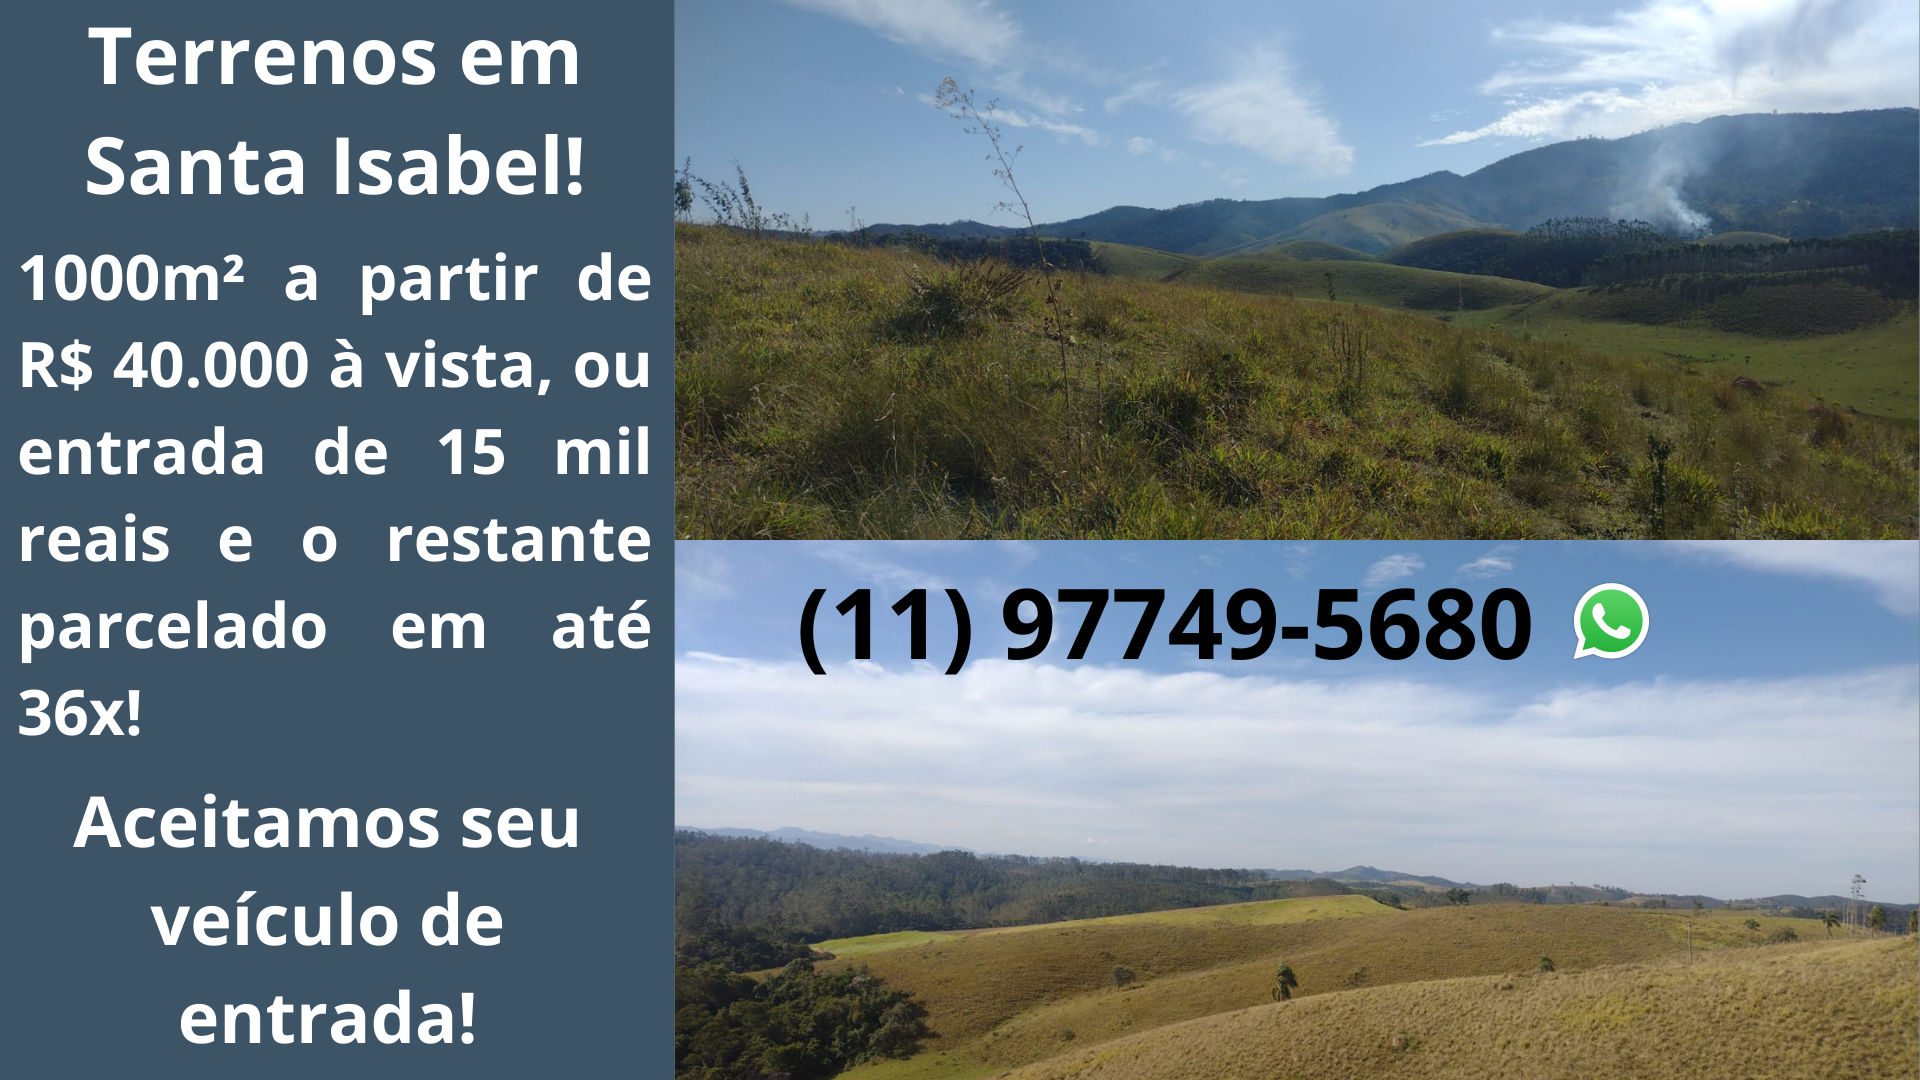 Terrenos em
Santa Isabel!
1000m² a partir de
R$ 40.000 à vista, ou
entrada de 15 mil
reais e o restante
parcelado em até
36x!
Aceitamos seu
veículo de
entrada!
(11) 97749-5680